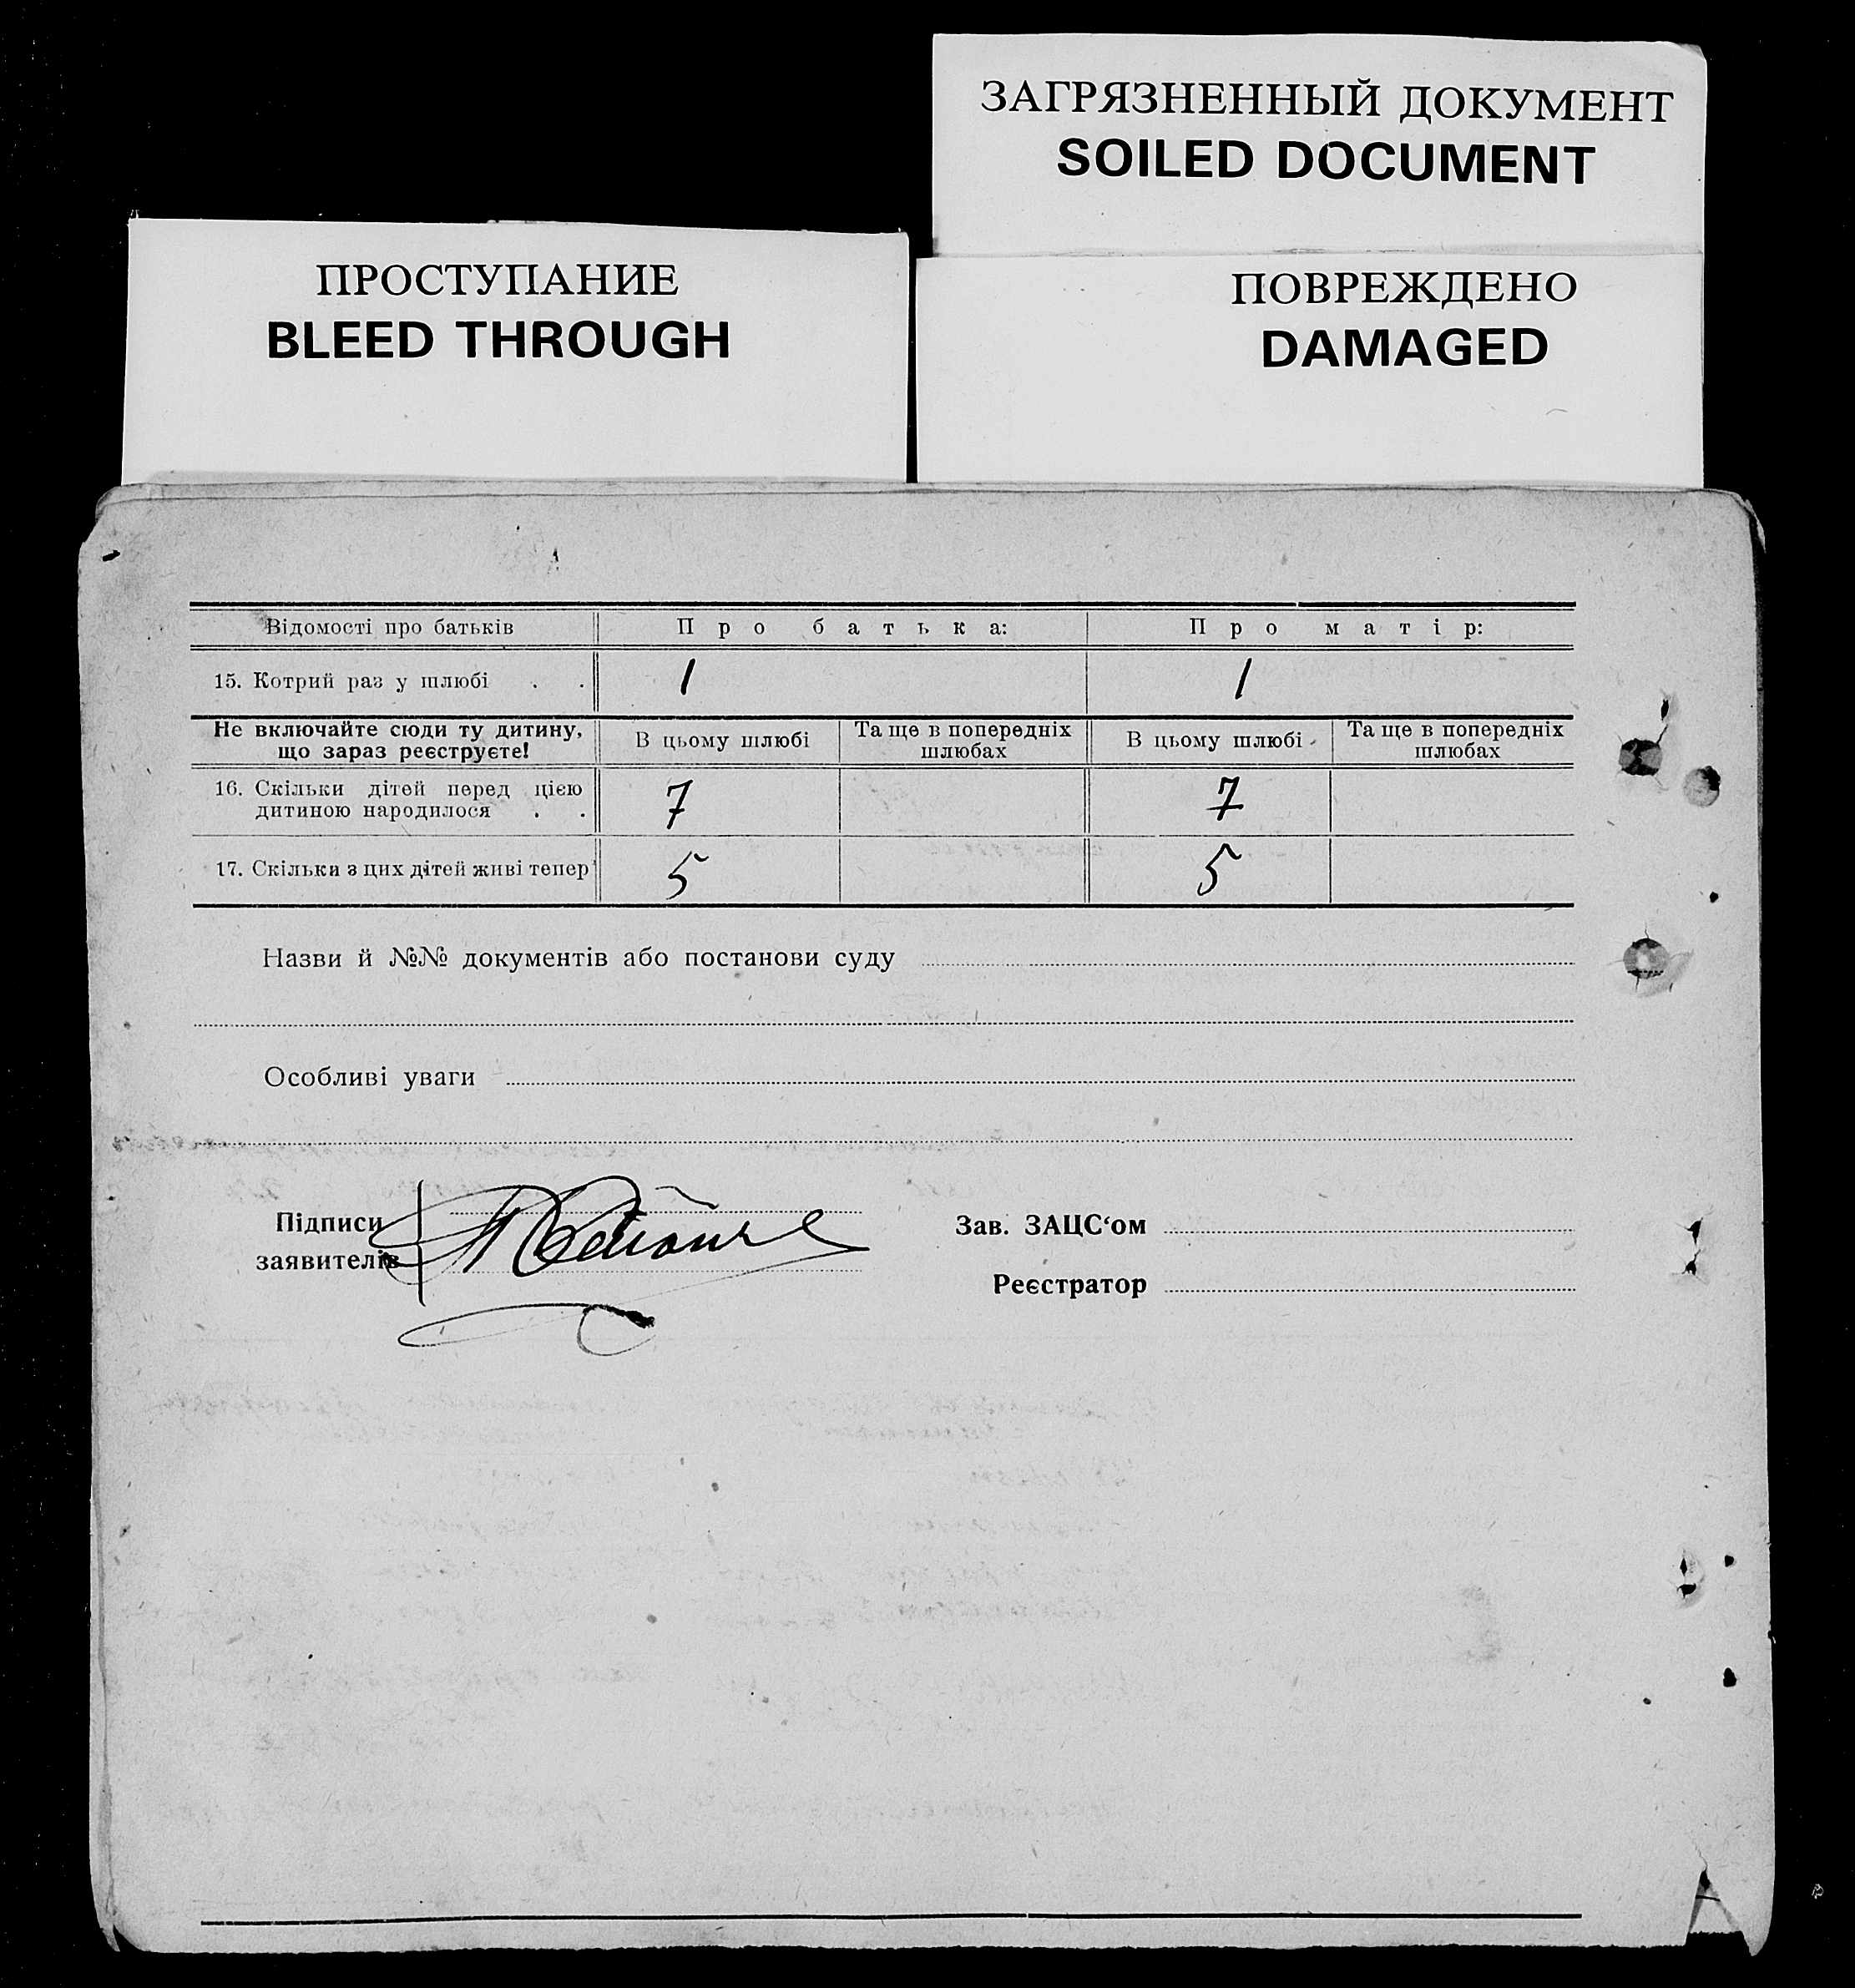 ЗАГРЯЗНЕННЫЙ ДОКУМЕНТ
SOILED DOCUMENT
ПРОСТУПАНИЕ
BLEED THROUGH
ПОВРЕЖДЕНО
DAMAGED
Відомості про батьків Про батька: Про матір:
15. Котрий раз у шлюбі . . 1 1
Не включайте сюди ту дитину, що зараз реєструєте! В цьому шлюбі Та ще в попередніх шлюбах В цьому шлюбі Та ще в попередніх шлюбах
16. Скільки дітей перед цією
дитиною народилося . . 7 7
17. Скільки з цих дітей живі тепер 5 5
Назви й №№ документів або постанови суду
Особливі уваги
Підписи
заявителів
Зав. ЗАЦС‘ом
Реєстратор